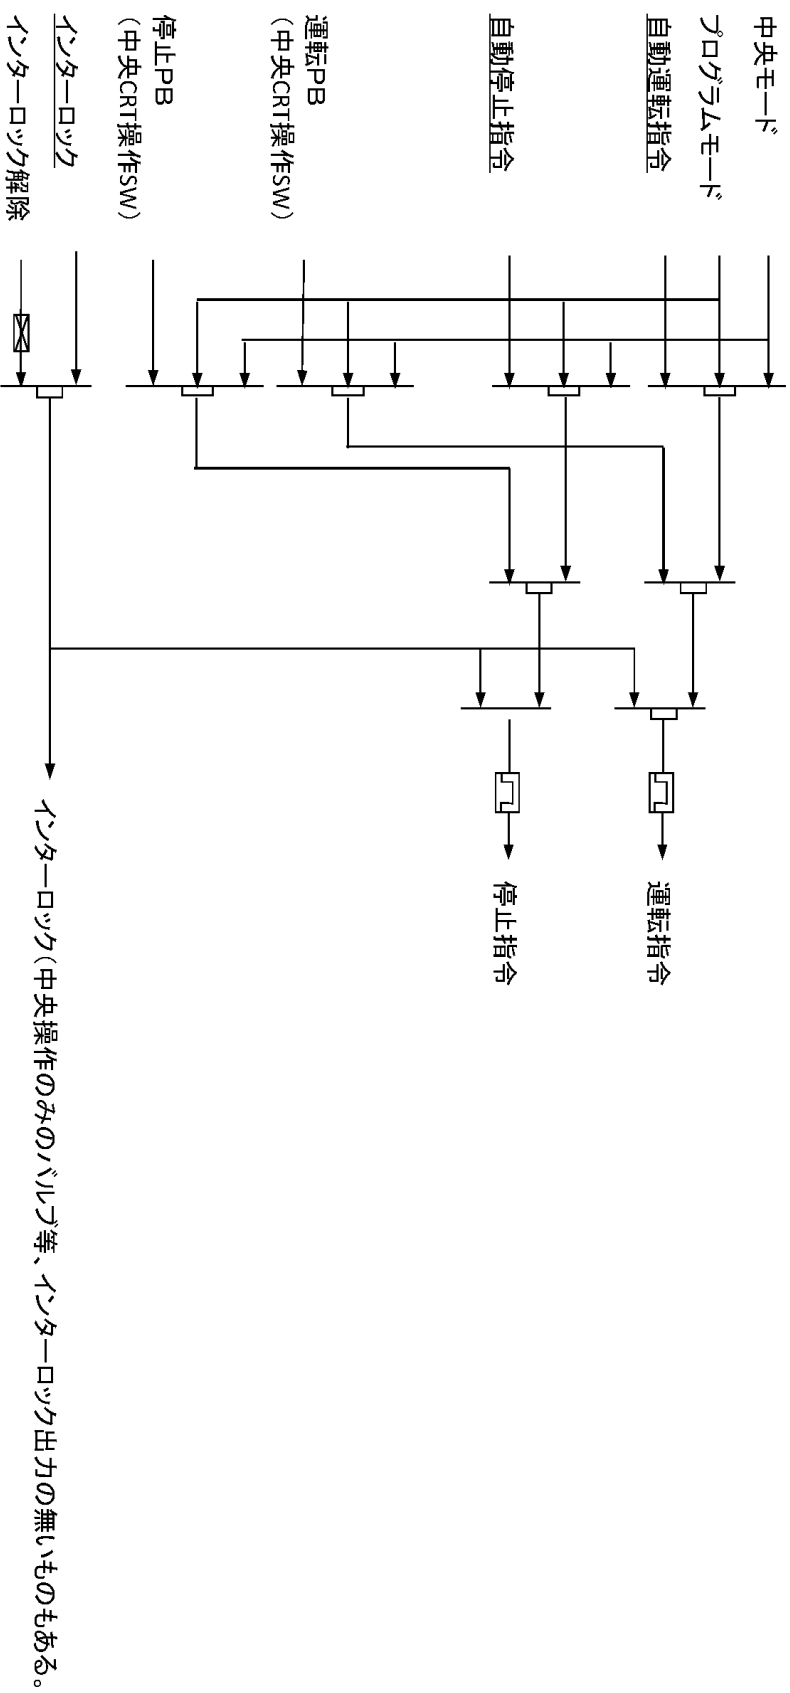 中央モード
プログラムモード
自動運転指令
自動停止指令
運転PB
（中央CRT操作SW）
停止PB
（中央CRT操作SW）
インターロック
インターロック解除
運転指令
停止指令
インターロック（中央操作のみのバルブ等、インターロック出力の無いものもある。